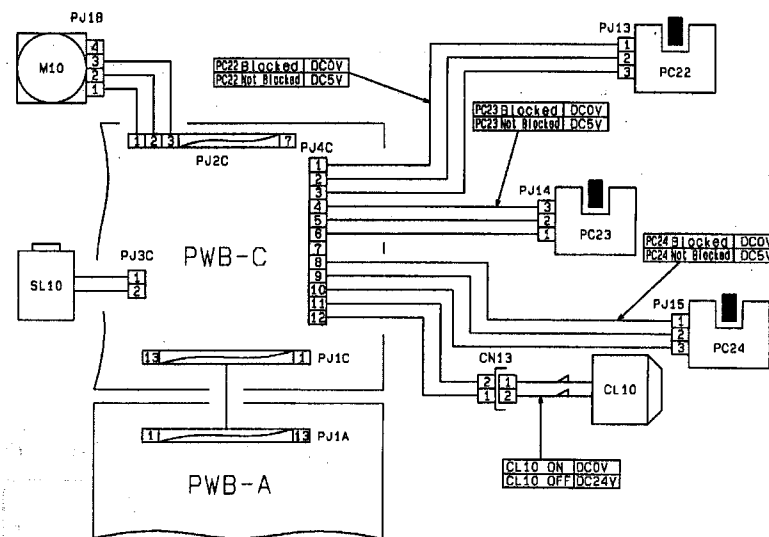 PJ18
4
3
2
1
M10
PJ13
1
2
3
PC22
PC22 Blocked DC0V
PC22 Not Blocked DC5V
PC23 Blocked DC0V
PC23 Not Blocked DC5V
1 2 3 7
PJ2C
PJ4C
1
2
3
4
5
6
7
8
9
10
11
12
PJ14
3
2
1
PC23
PC24 Blocked DC0V
PC24 Not Blocked DC5V
PWB-C
PJ3C
1
2
SL10
PJ15
1
2
3
PC24
13 1
PJ1C
CN13
2 1
1 2
CL10
1 13
PJ1A
PWB-A
CL10 ON DC0V
CL10 OFF DC24V